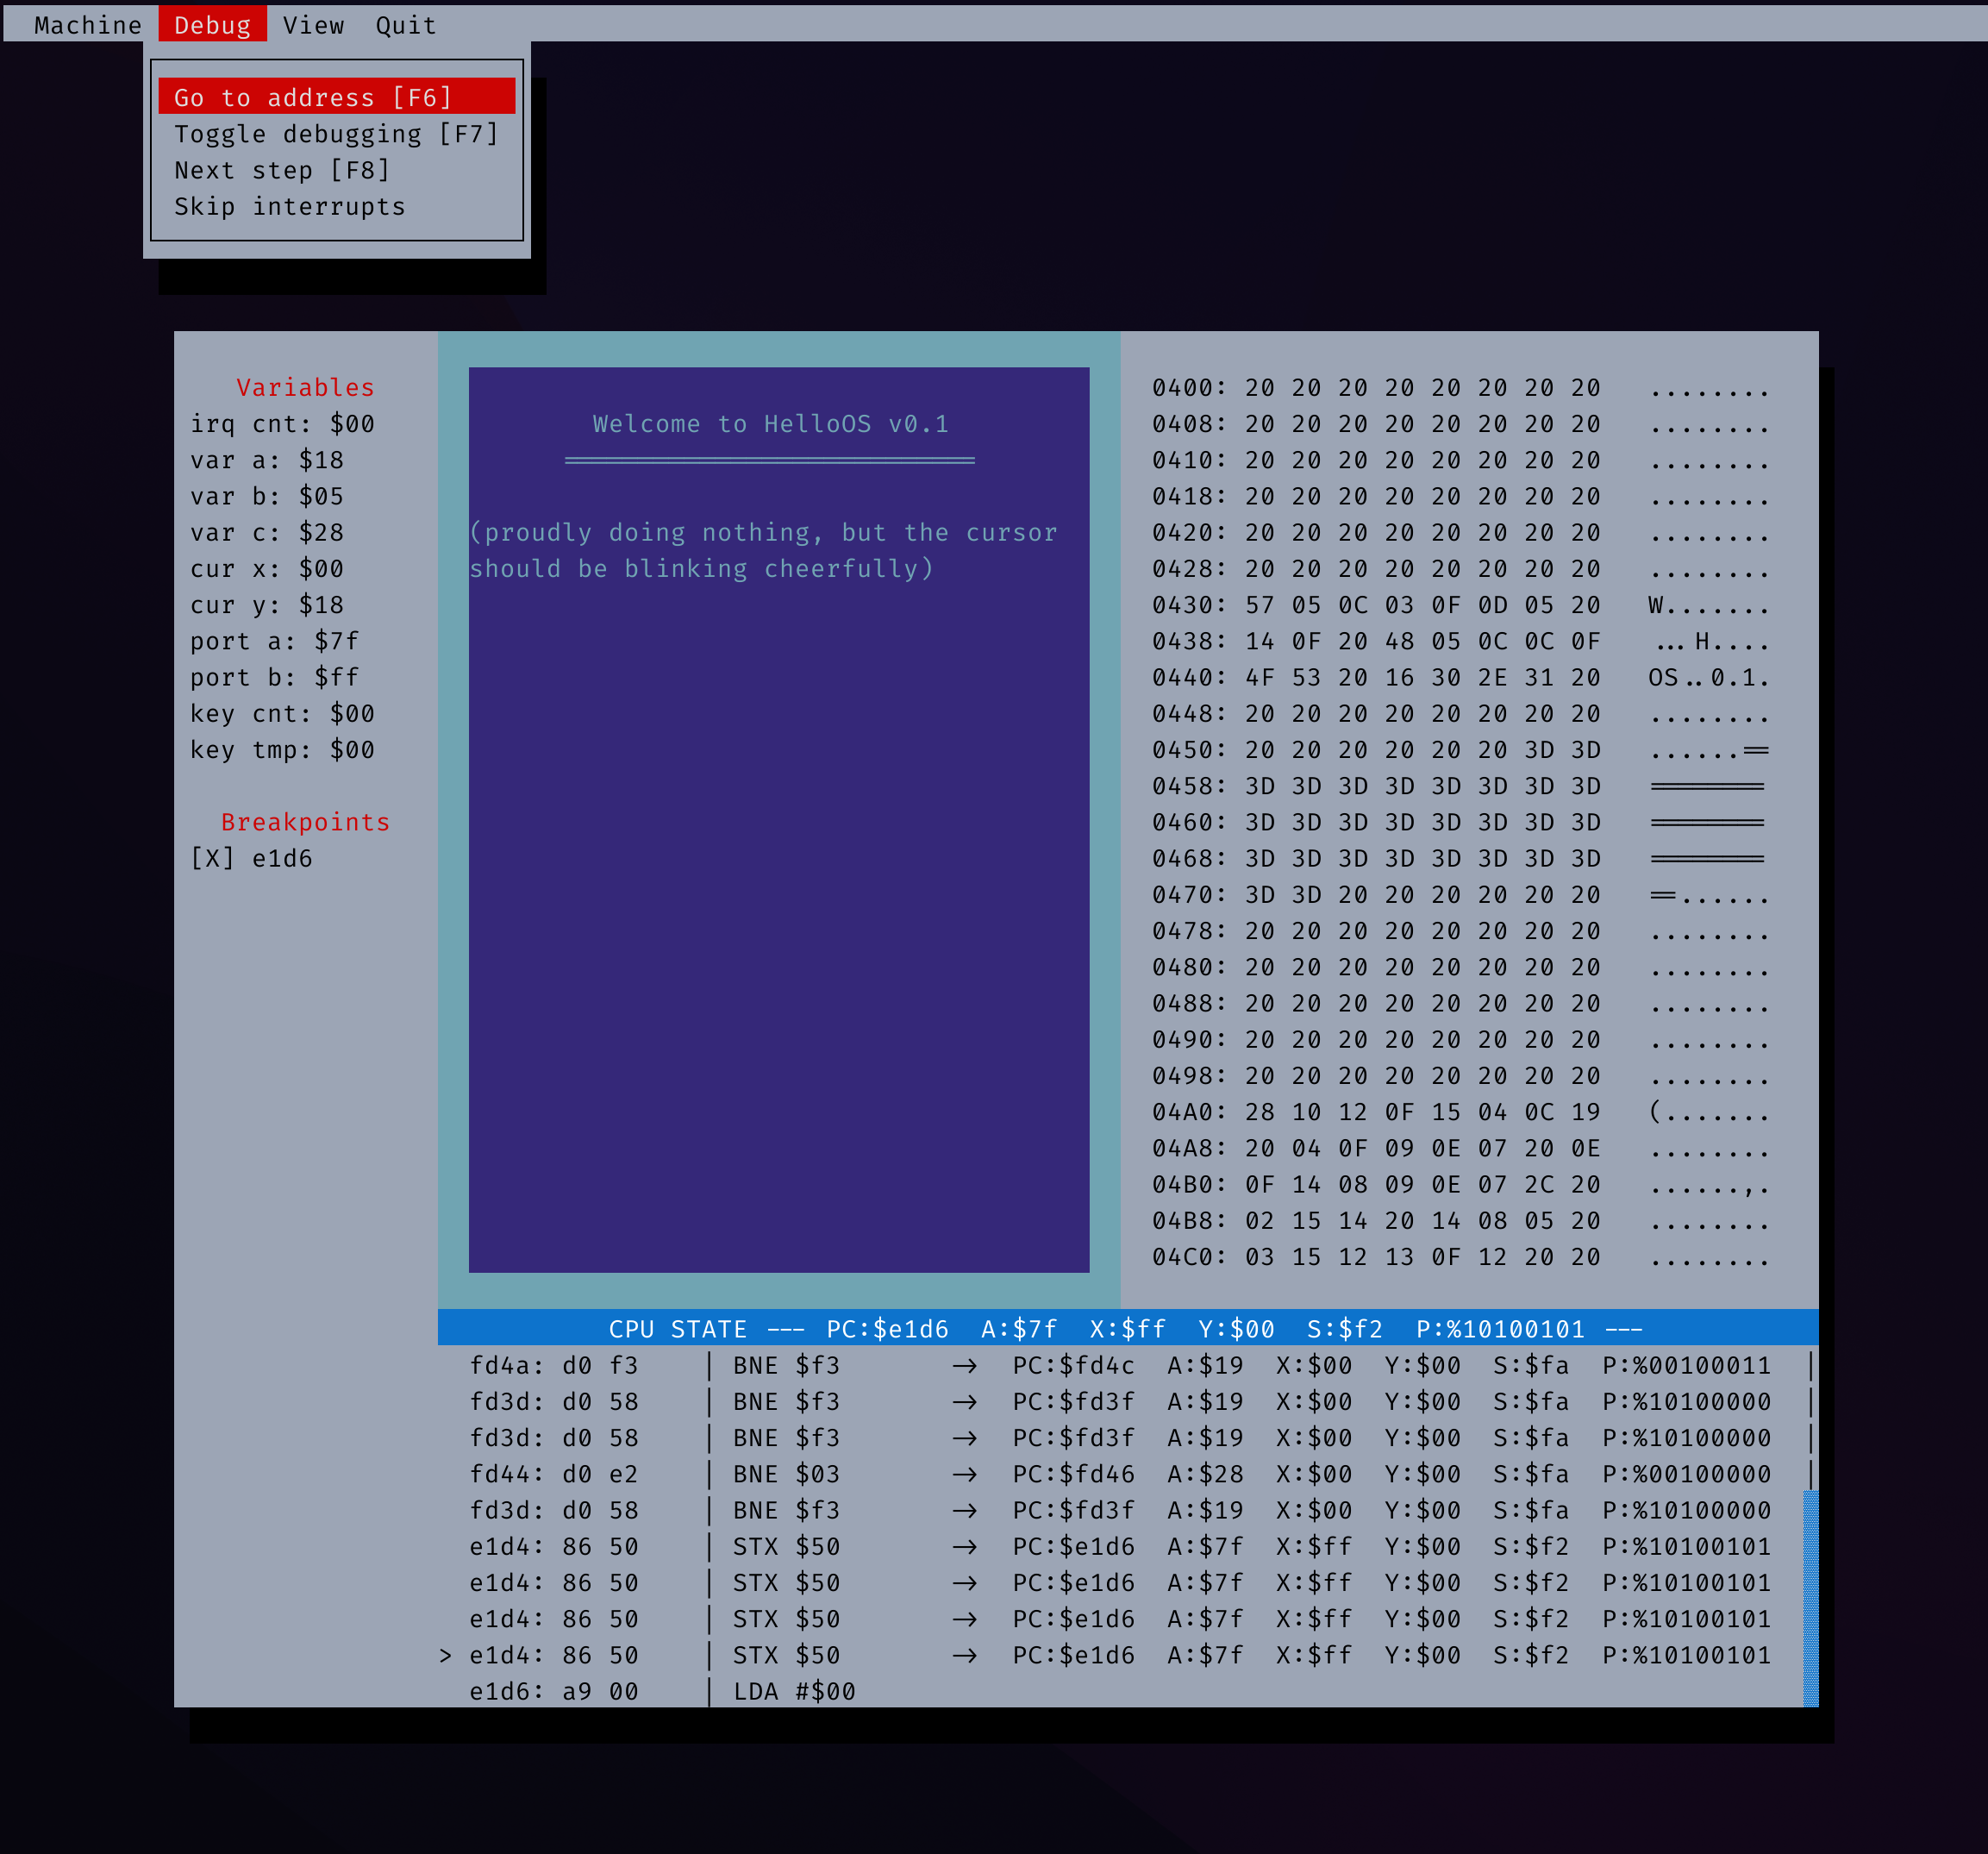 Machine Debug View Quit
Go to address [F6]
Toggle debugging [F7]
Next step [F8]
Skip interrupts
Variables
irq cnt: $00
var a: $18
var b: $05
var c: $28
cur x: $00
cur y: $18
port a: $7f
port b: $ff
key cnt: $00
key tmp: $00
Breakpoints
[X] e1d6
Welcome to HelloOS v0.1
==========================
(proudly doing nothing, but the cursor
should be blinking cheerfully)
0400: 20 20 20 20 20 20 20 20 ........
0408: 20 20 20 20 20 20 20 20 ........
0410: 20 20 20 20 20 20 20 20 ........
0418: 20 20 20 20 20 20 20 20 ........
0420: 20 20 20 20 20 20 20 20 ........
0428: 20 20 20 20 20 20 20 20 ........
0430: 57 05 0C 03 0F 0D 05 20 W.......
0438: 14 0F 20 48 05 0C 0C 0F ...H....
0440: 4F 53 20 16 30 2E 31 20 OS..0.1.
0448: 20 20 20 20 20 20 20 20 ........
0450: 20 20 20 20 20 20 3D 3D ......==
0458: 3D 3D 3D 3D 3D 3D 3D 3D ========
0460: 3D 3D 3D 3D 3D 3D 3D 3D ========
0468: 3D 3D 3D 3D 3D 3D 3D 3D ========
0470: 3D 3D 20 20 20 20 20 20 ==......
0478: 20 20 20 20 20 20 20 20 ........
0480: 20 20 20 20 20 20 20 20 ........
0488: 20 20 20 20 20 20 20 20 ........
0490: 20 20 20 20 20 20 20 20 ........
0498: 20 20 20 20 20 20 20 20 ........
04A0: 28 10 12 0F 15 04 0C 19 (.......
04A8: 20 04 0F 09 0E 07 20 0E ........
04B0: 0F 14 08 09 0E 07 2C 20 ......,.
04B8: 02 15 14 20 14 08 05 20 ........
04C0: 03 15 12 13 0F 12 20 20 ........
CPU STATE --- PC:$e1d6 A:$7f X:$ff Y:$00 S:$f2 P:%10100101 ---
fd4a: d0 f3 | BNE $f3 -> PC:$fd4c A:$19 X:$00 Y:$00 S:$fa P:%00100011 |
fd3d: d0 58 | BNE $f3 -> PC:$fd3f A:$19 X:$00 Y:$00 S:$fa P:%10100000 |
fd3d: d0 58 | BNE $f3 -> PC:$fd3f A:$19 X:$00 Y:$00 S:$fa P:%10100000 |
fd44: d0 e2 | BNE $03 -> PC:$fd46 A:$28 X:$00 Y:$00 S:$fa P:%00100000 |
fd3d: d0 58 | BNE $f3 -> PC:$fd3f A:$19 X:$00 Y:$00 S:$fa P:%10100000
e1d4: 86 50 | STX $50 -> PC:$e1d6 A:$7f X:$ff Y:$00 S:$f2 P:%10100101
e1d4: 86 50 | STX $50 -> PC:$e1d6 A:$7f X:$ff Y:$00 S:$f2 P:%10100101
e1d4: 86 50 | STX $50 -> PC:$e1d6 A:$7f X:$ff Y:$00 S:$f2 P:%10100101
> e1d4: 86 50 | STX $50 -> PC:$e1d6 A:$7f X:$ff Y:$00 S:$f2 P:%10100101
e1d6: a9 00 | LDA #$00